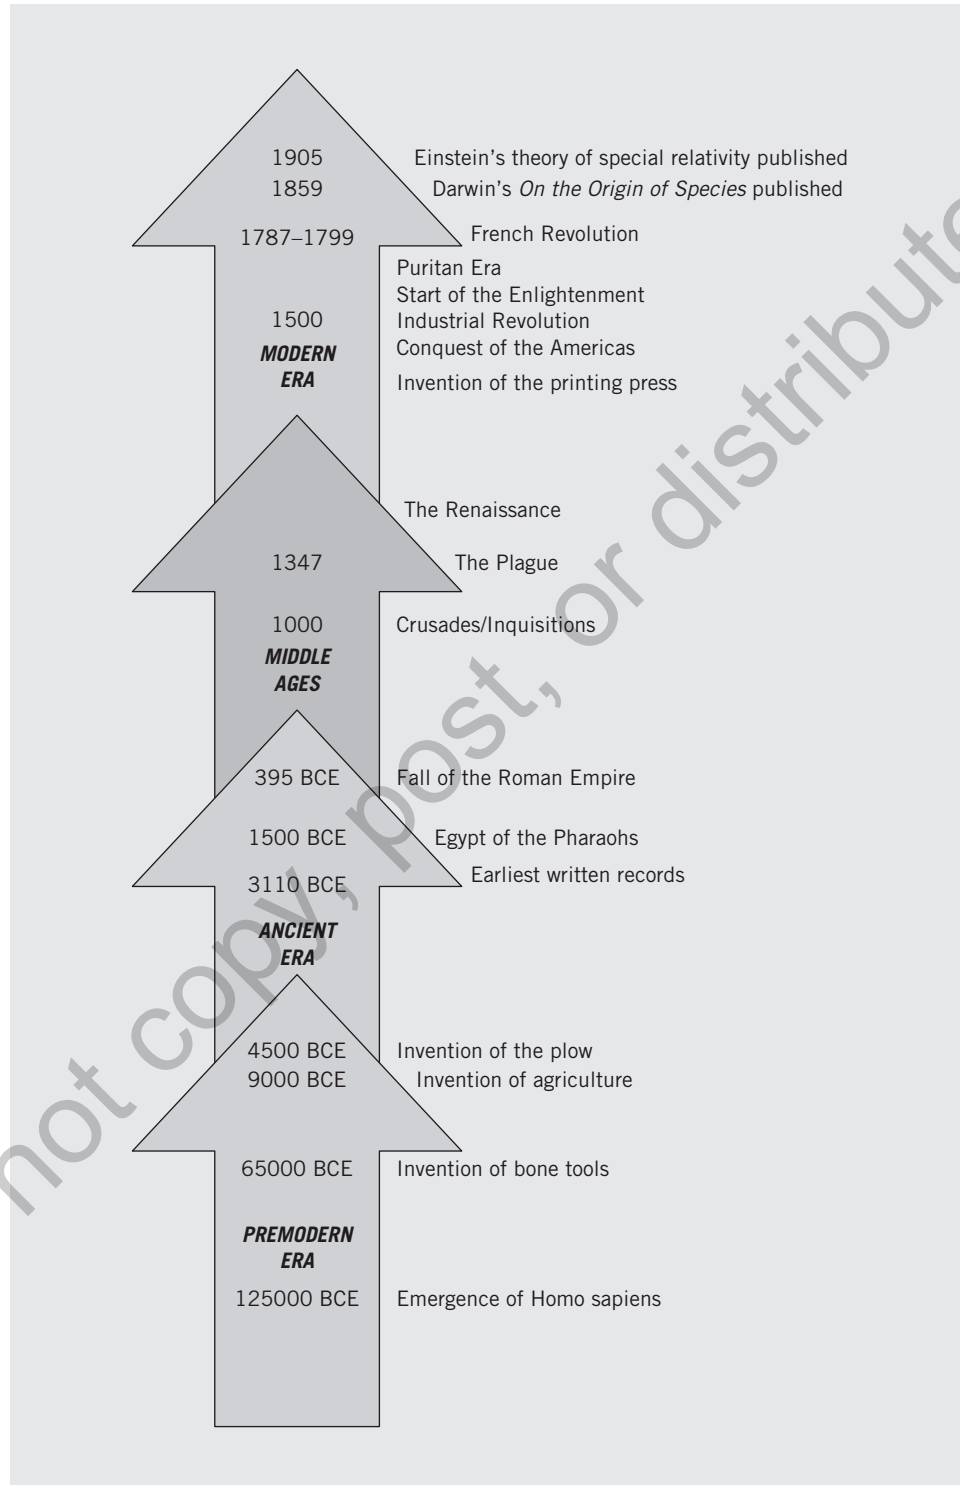 1905 Einstein’s theory of special relativity published
1859 Darwin’s On the Origin of Species published
1787–1799 French Revolution
Puritan Era
Start of the Enlightenment
1500 Industrial Revolution
MODERN Conquest of the Americas
ERA Invention of the printing press
The Renaissance
1347 The Plague
1000 Crusades/Inquisitions
MIDDLE
AGES
395 BCE Fall of the Roman Empire
1500 BCE Egypt of the Pharaohs
3110 BCE Earliest written records
ANCIENT
ERA
4500 BCE Invention of the plow
9000 BCE Invention of agriculture
65000 BCE Invention of bone tools
PREMODERN
ERA
125000 BCE Emergence of Homo sapiens
not copy, post, or distribute